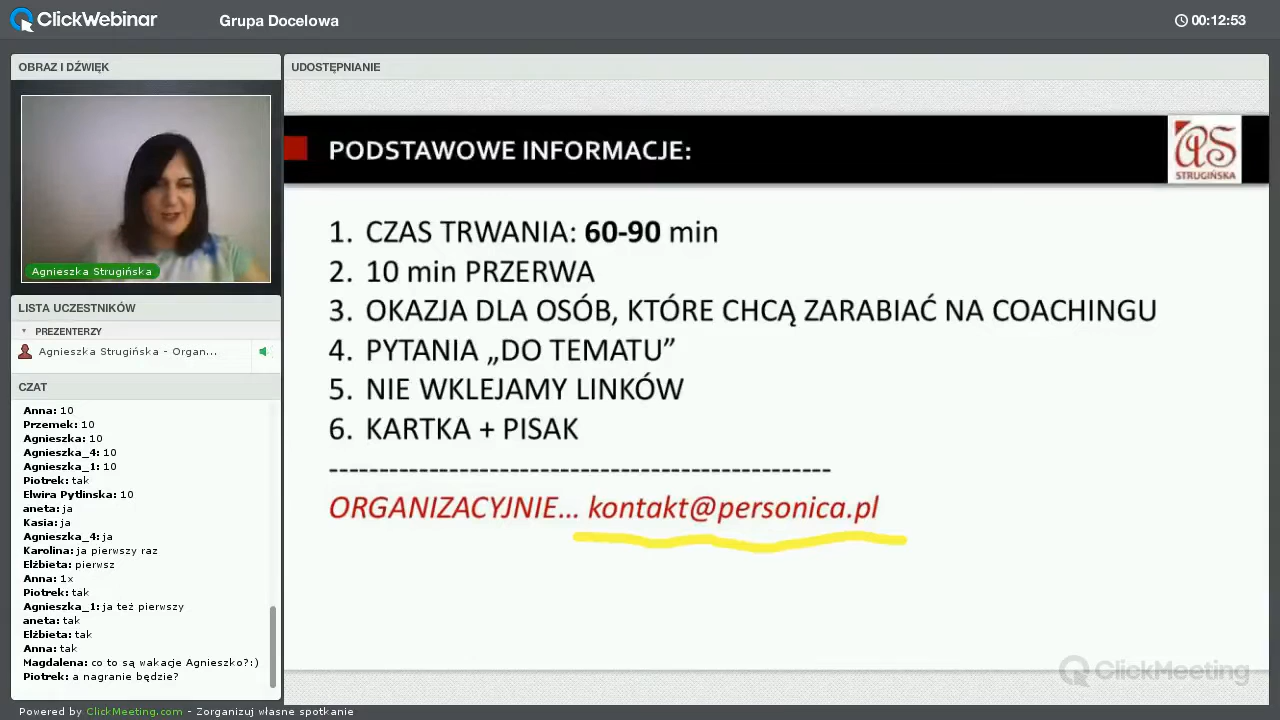 ClickWebinar
Grupa Docelowa
00:12:53
OBRAZ I DŹWIĘK
UDOSTĘPNIANIE
Agnieszka Strugińska
LISTA UCZESTNIKÓW
PREZENTERZY
Agnieszka Strugińska - Organ...
CZAT
Anna: 10
Przemek: 10
Agnieszka: 10
Agnieszka_4: 10
Agnieszka_1: 10
Piotrek: tak
Elwira Pytlinska: 10
aneta: ja
Kasia: ja
Agnieszka_4: ja
Karolina: ja pierwszy raz
Elżbieta: pierwsz
Anna: 1x
Piotrek: tak
Agnieszka_1: ja też pierwszy
aneta: tak
Elżbieta: tak
Anna: tak
Magdalena: co to są wakacje Agnieszko?:)
Piotrek: a nagranie będzie?
PODSTAWOWE INFORMACJE:
AS
STRUGIŃSKA
1. CZAS TRWANIA: 60-90 min
2. 10 min PRZERWA
3. OKAZJA DLA OSÓB, KTÓRE CHCĄ ZARABIAĆ NA COACHINGU
4. PYTANIA „DO TEMATU”
5. NIE WKLEJAMY LINKÓW
6. KARTKA + PISAK
--------------------------------------------------
ORGANIZACYJNIE... kontakt@personica.pl
ClickMeeting
Powered by ClickMeeting.com - Zorganizuj własne spotkanie